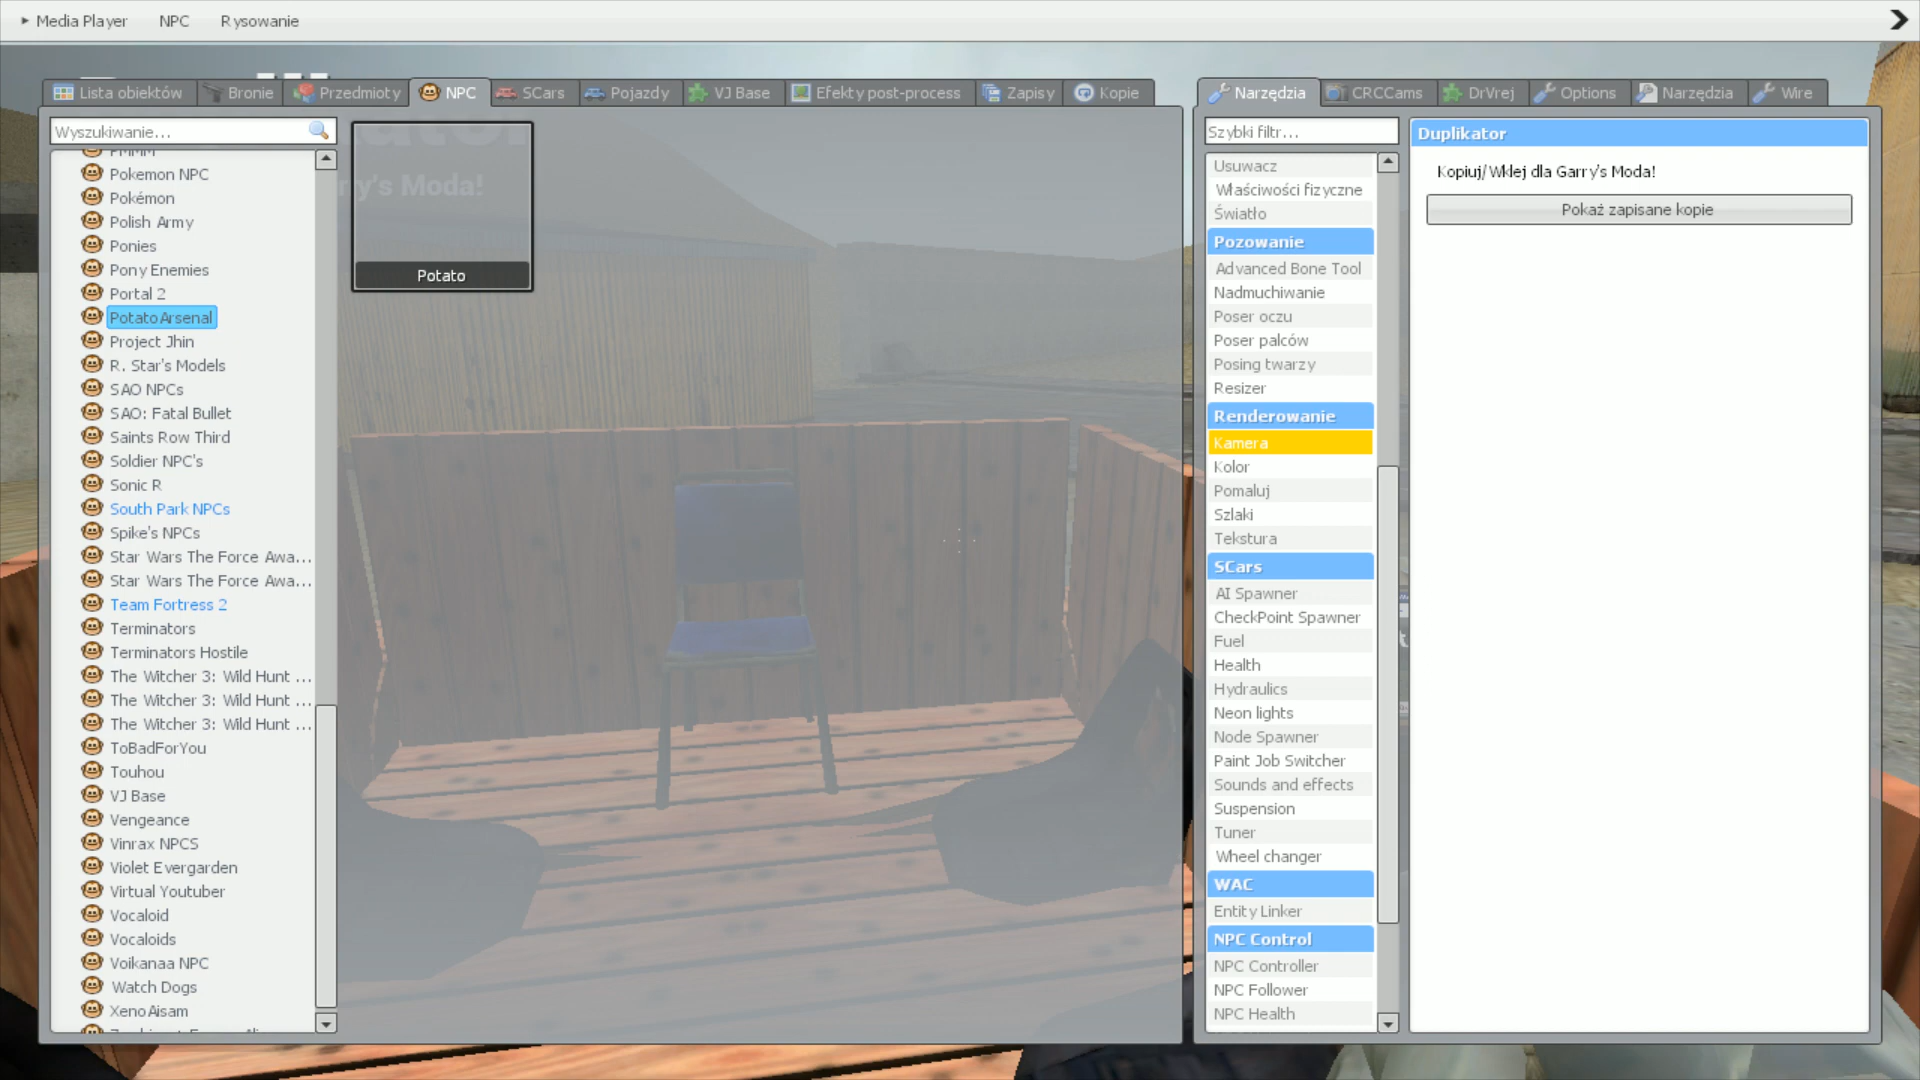 Media Player NPC Rysowanie
Lista obiektów Bronie Przedmioty NPC SCars Pojazdy VJ Base Efekty post-process Zapisy Kopie
Wyszukiwanie...
PMMM
Pokemon NPC
Pokémon
Polish Army
Ponies
Pony Enemies
Portal 2
PotatoArsenal
Project Jhin
R. Star's Models
SAO NPCs
SAO: Fatal Bullet
Saints Row Third
Soldier NPC's
Sonic R
South Park NPCs
Spike's NPCs
Star Wars The Force Awa...
Star Wars The Force Awa...
Team Fortress 2
Terminators
Terminators Hostile
The Witcher 3: Wild Hunt ...
The Witcher 3: Wild Hunt ...
The Witcher 3: Wild Hunt ...
ToBadForYou
Touhou
VJ Base
Vengeance
Vinrax NPCS
Violet Evergarden
Virtual Youtuber
Vocaloid
Vocaloids
Voikanaa NPC
Watch Dogs
XenoAisam
ry's Moda!
Potato
Narzędzia CRCCams DrVrej Options Narzędzia Wire
Szybki filtr...
Usuwacz
Właściwości fizyczne
Światło
Pozowanie
Advanced Bone Tool
Nadmuchiwanie
Poser oczu
Poser palców
Posing twarzy
Resizer
Renderowanie
Kamera
Kolor
Pomaluj
Szlaki
Tekstura
SCars
AI Spawner
CheckPoint Spawner
Fuel
Health
Hydraulics
Neon lights
Node Spawner
Paint Job Switcher
Sounds and effects
Suspension
Tuner
Wheel changer
WAC
Entity Linker
NPC Control
NPC Controller
NPC Follower
NPC Health
Duplikator
Kopiuj/Wklej dla Garry's Moda!
Pokaż zapisane kopie